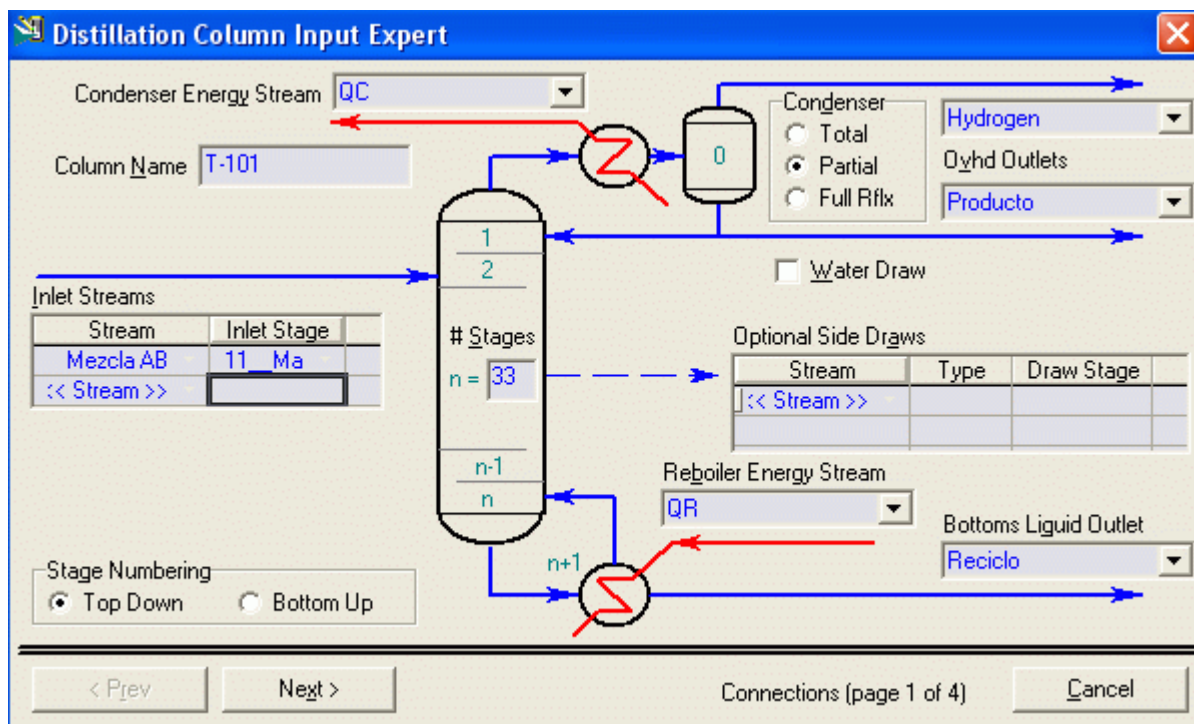 Distillation Column Input Expert
Condenser Energy Stream QC
Column Name T-101
0
Condenser
Total
Partial
Full Rflx
Hydrogen
Ovhd Outlets
Producto
1
2
Water Draw
Inlet Streams
Stream Inlet Stage
Mezcla AB 11__Ma
<< Stream >>
# Stages
n = 33
Optional Side Draws
Stream Type Draw Stage
<< Stream >>
n-1
n
Reboiler Energy Stream
QR
Bottoms Liquid Outlet
Reciclo
n+1
Stage Numbering
Top Down Bottom Up
< Prev Next > Connections (page 1 of 4) Cancel